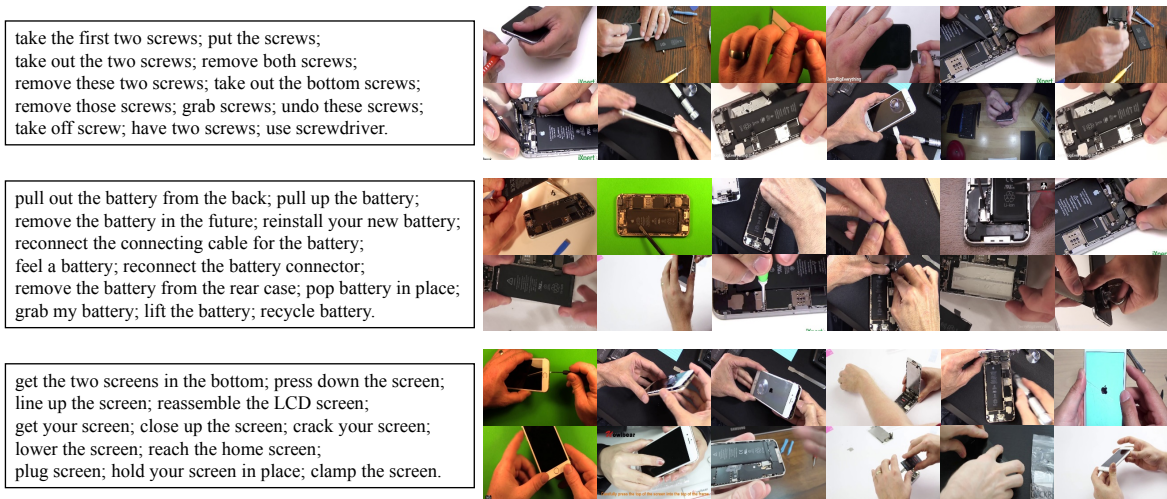 take the first two screws; put the screws;
take out the two screws; remove both screws;
remove these two screws; take out the bottom screws;
remove those screws; grab screws; undo these screws;
take off screw; have two screws; use screwdriver.
iXpert
JerryRigEverything
iXpert
iXpert
iXpert
iXpert
pull out the battery from the back; pull up the battery;
remove the battery in the future; reinstall your new battery;
reconnect the connecting cable for the battery;
feel a battery; reconnect the battery connector;
remove the battery from the rear case; pop battery in place;
grab my battery; lift the battery; recycle battery.
iXpert
get the two screens in the bottom; press down the screen;
line up the screen; reassemble the LCD screen;
get your screen; close up the screen; crack your screen;
lower the screen; reach the home screen;
plug screen; hold your screen in place; clamp the screen.